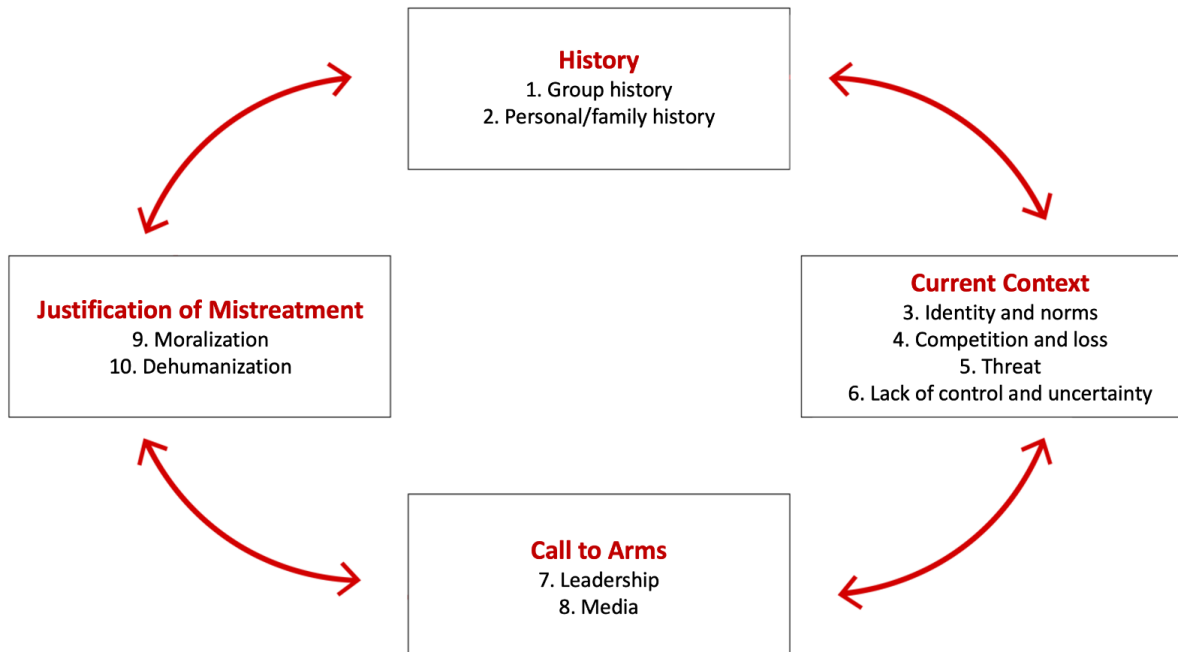 History
1. Group history
2. Personal/family history
Current Context
3. Identity and norms
4. Competition and loss
5. Threat
6. Lack of control and uncertainty
Call to Arms
7. Leadership
8. Media
Justification of Mistreatment
9. Moralization
10. Dehumanization